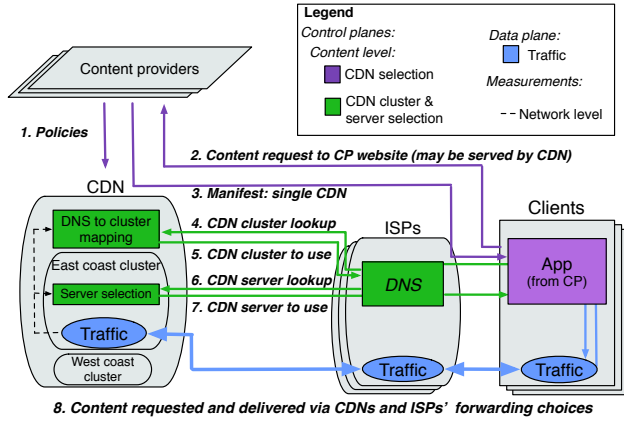 Legend
Control planes:
Content level:
CDN selection
CDN cluster &
server selection
Data plane:
Traffic
Measurements:
Network level
Content providers
1. Policies
2. Content request to CP website (may be served by CDN)
3. Manifest: single CDN
CDN
DNS to cluster
mapping
4. CDN cluster lookup
5. CDN cluster to use
East coast cluster
6. CDN server lookup
Server selection
7. CDN server to use
Traffic
West coast
cluster
ISPs
DNS
Traffic
Clients
App
(from CP)
Traffic
8. Content requested and delivered via CDNs and ISPs' forwarding choices